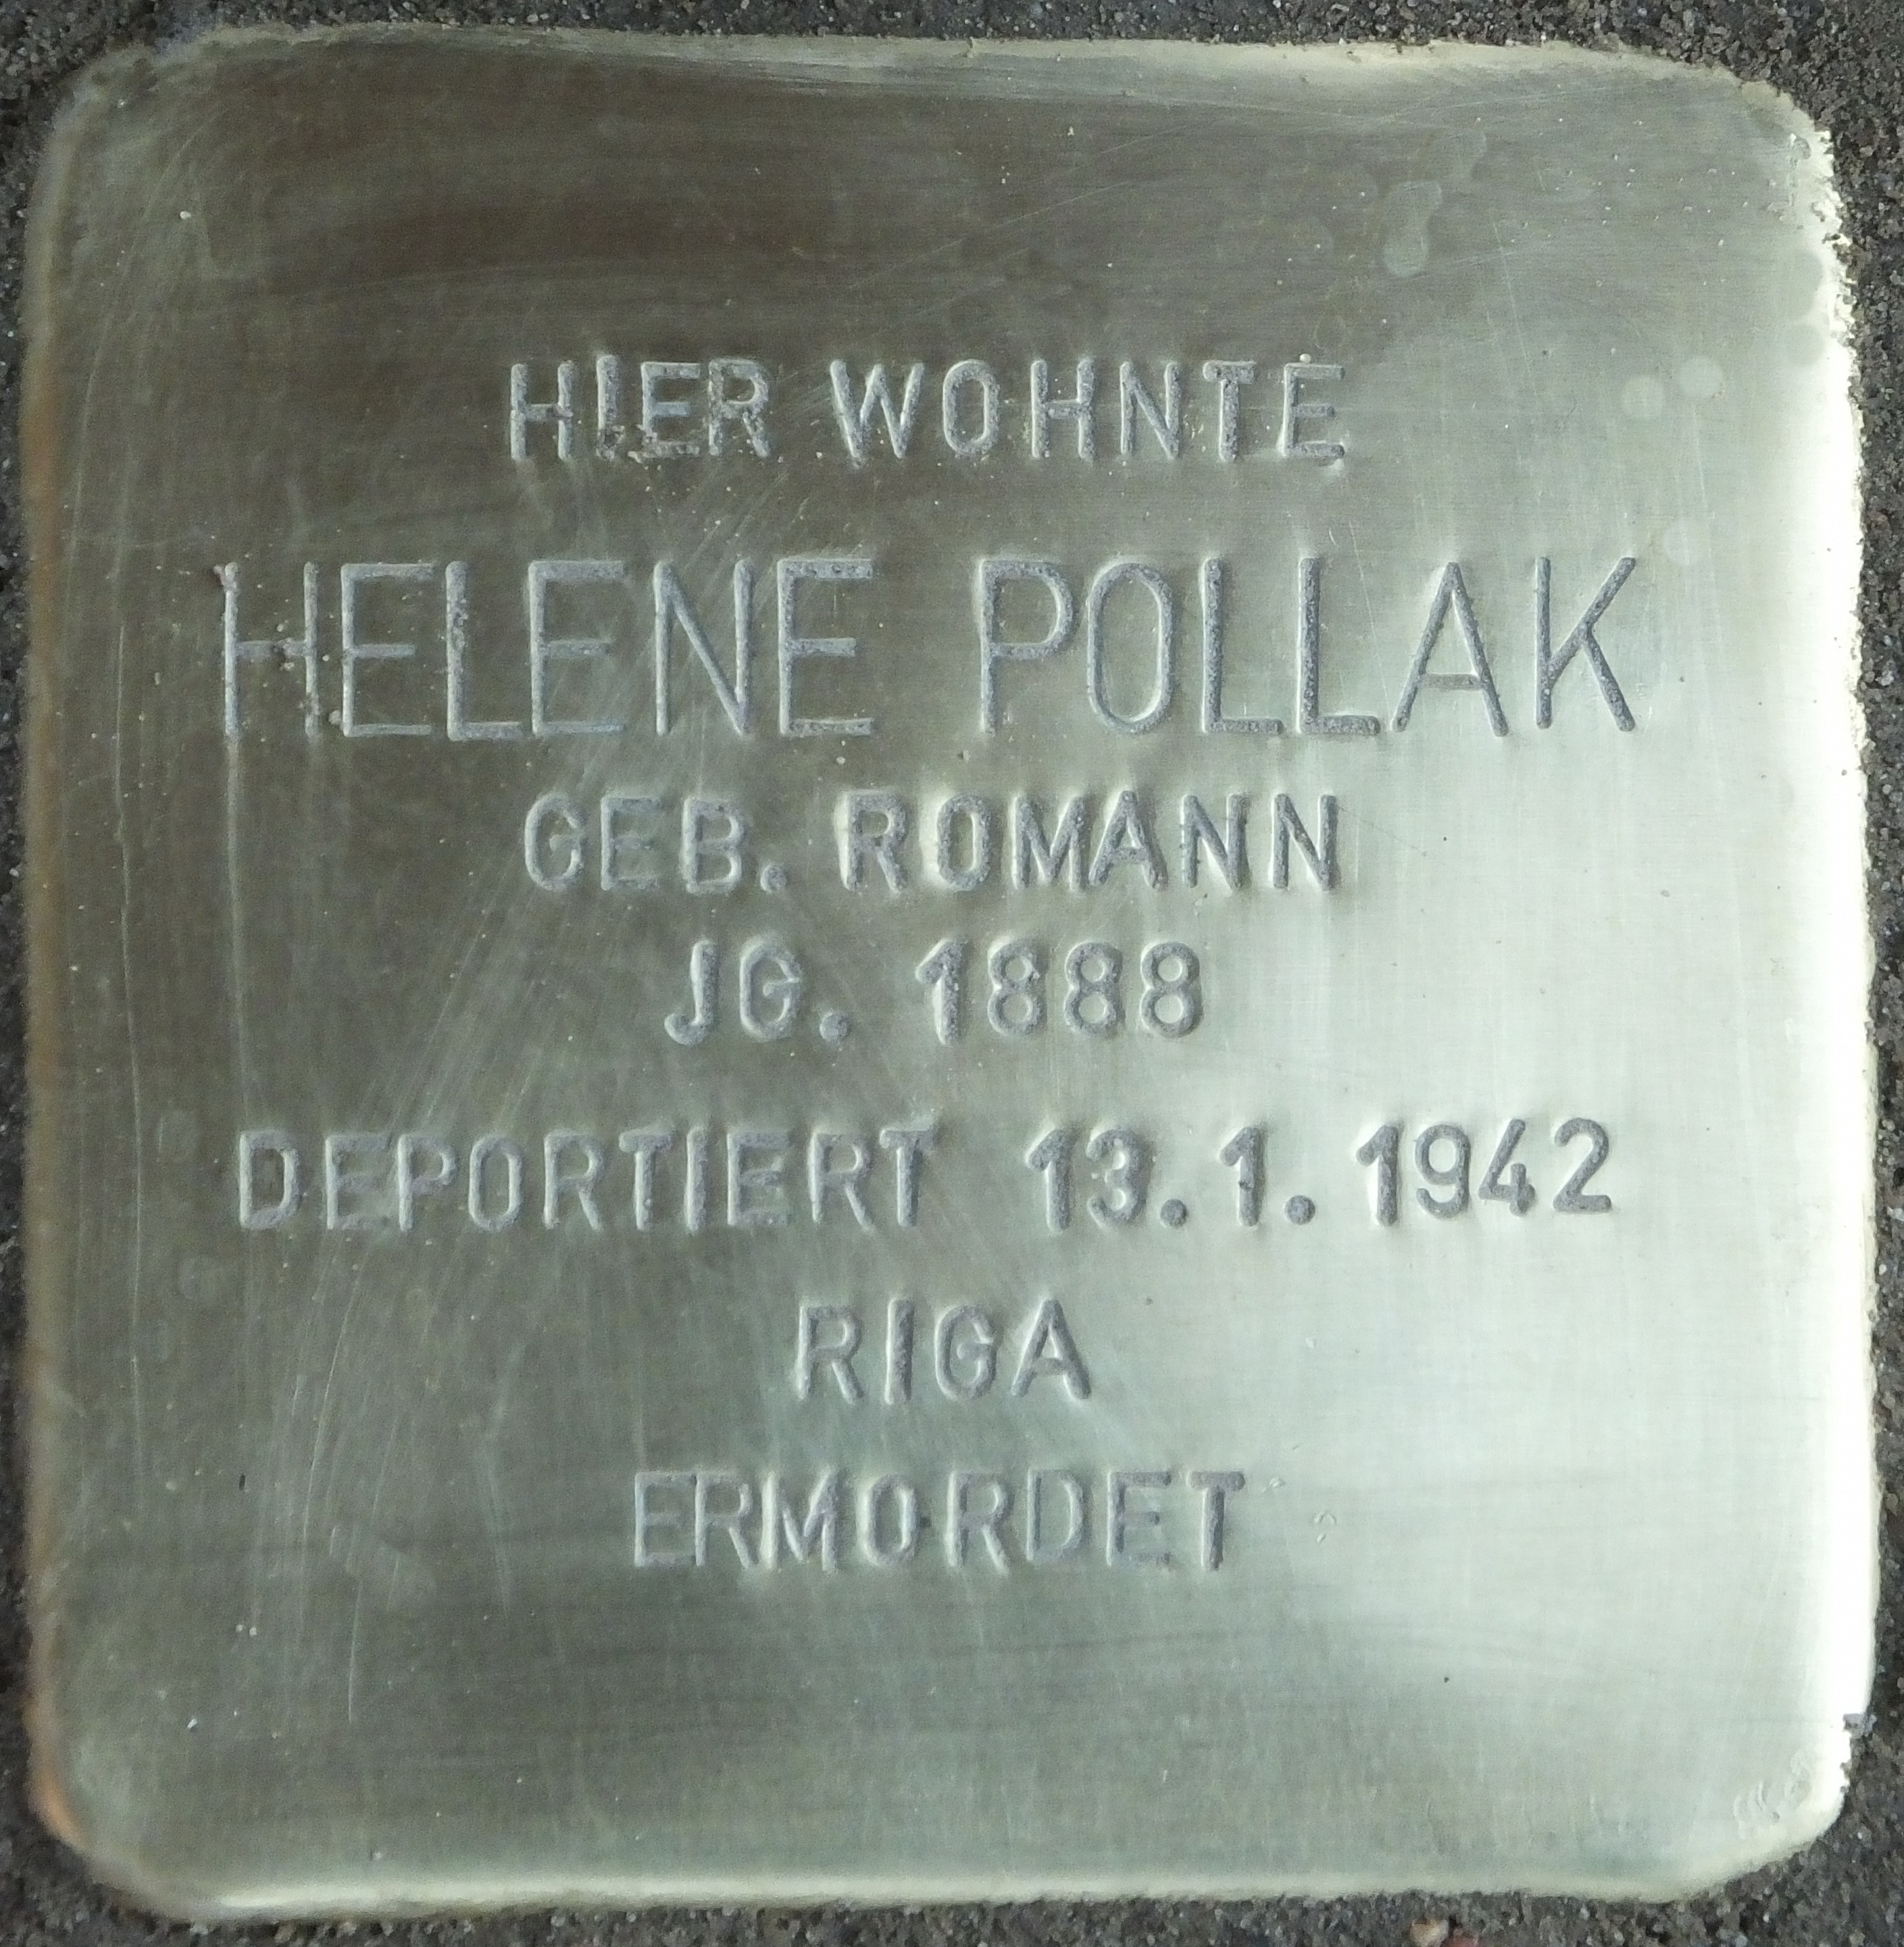 HIER WOHNTE
HELENE POLLAK
GEB. ROMANN
JG. 1888
DEPORTIERT 13.1.1942
RIGA
ERMORDET